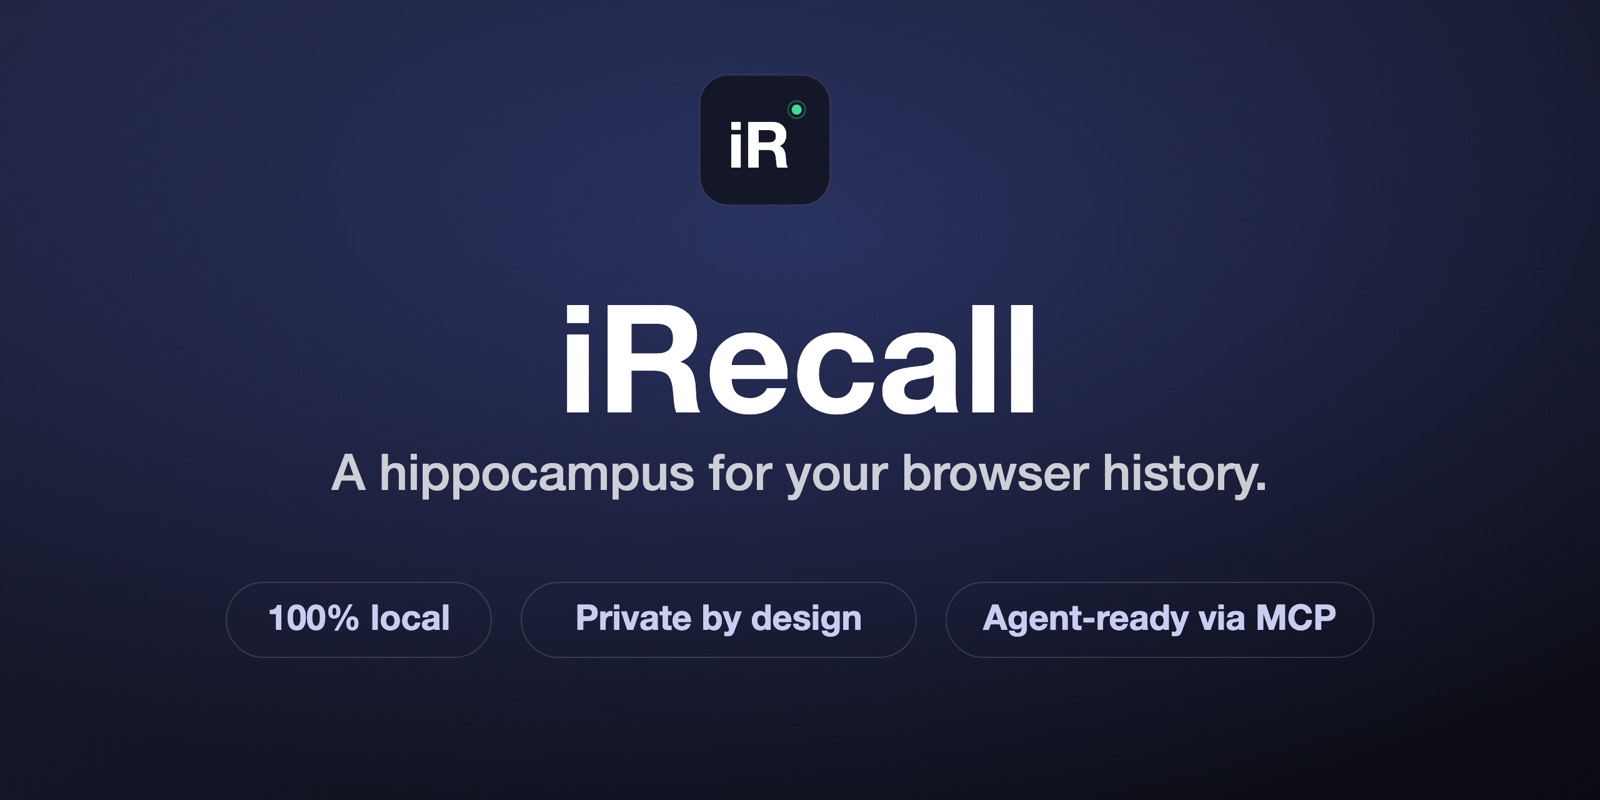 iR
iRecall
A hippocampus for your browser history.
100% local
Private by design
Agent-ready via MCP